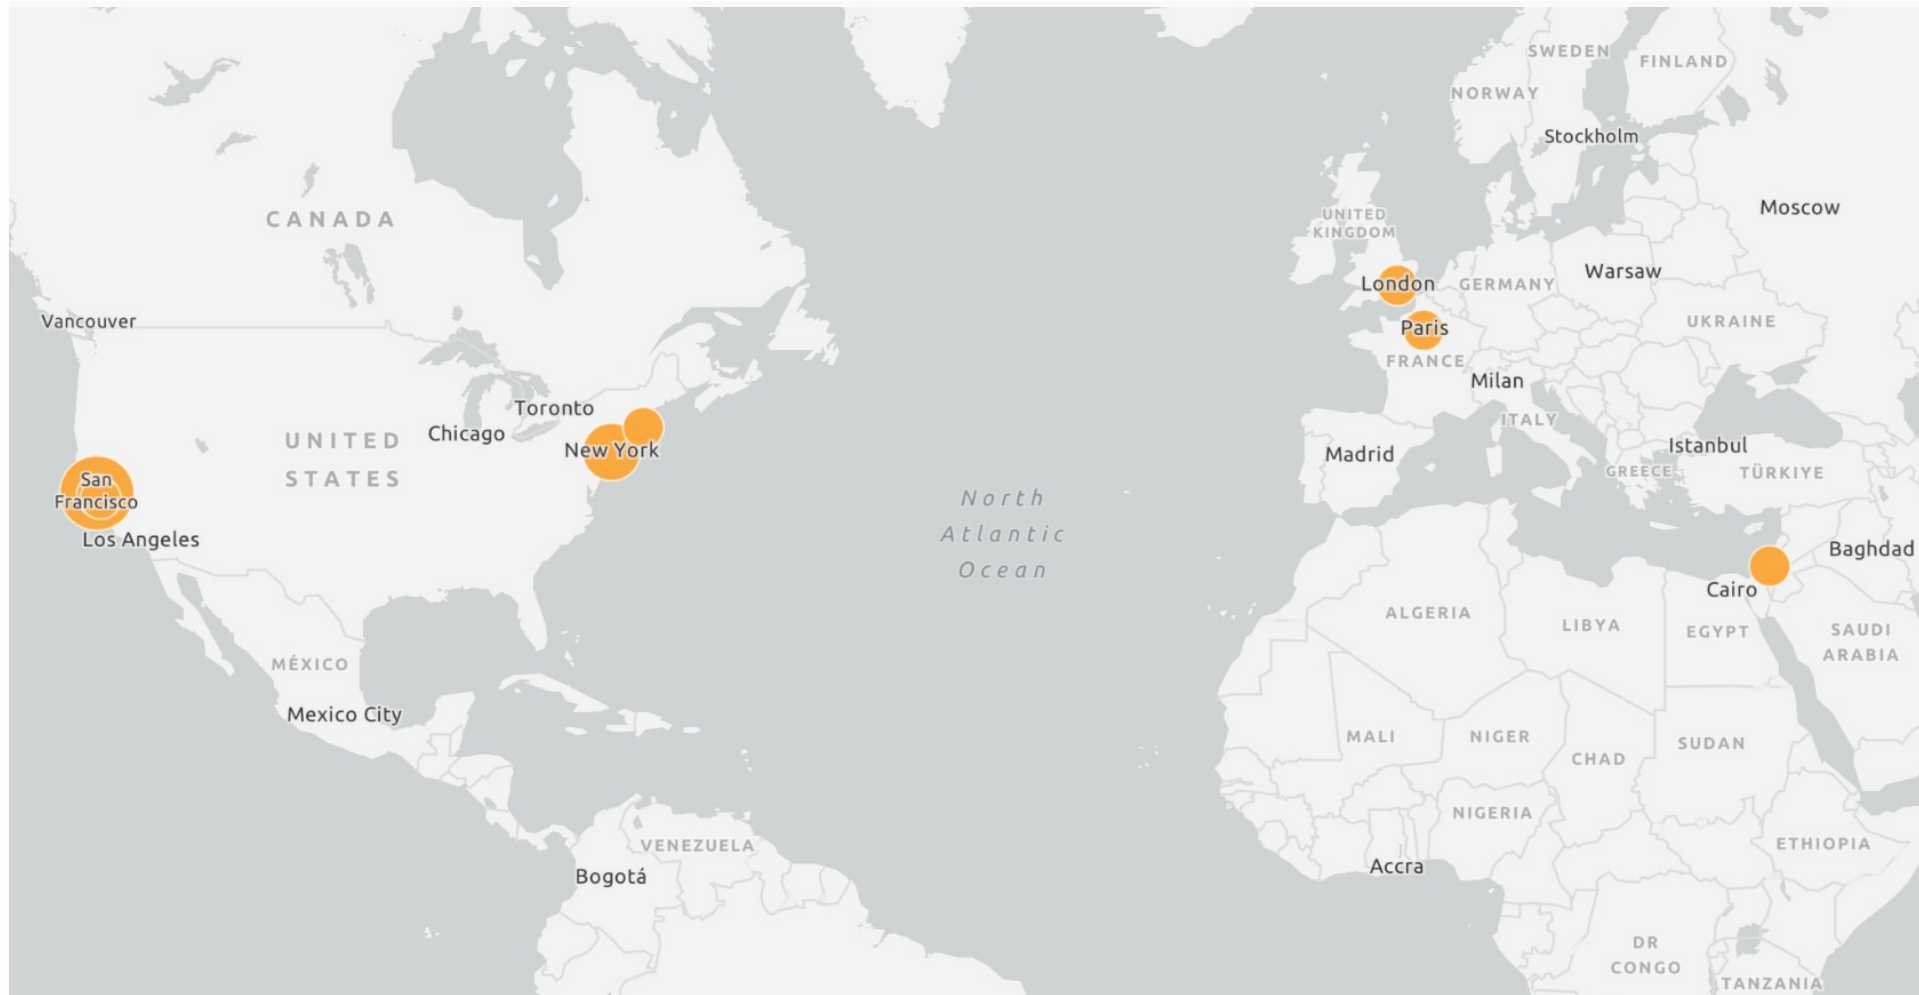 SWEDEN
FINLAND
NORWAY
Stockholm
CANADA
UNITED
KINGDOM
Moscow
London
GERMANY
Warsaw
Vancouver
Paris
UKRAINE
FRANCE
Milan
Toronto
Chicago
New York
UNITED
STATES
ITALY
Madrid
Istanbul
GREECE
TÜRKIYE
San
Francisco
Los Angeles
North
Atlantic
Ocean
Baghdad
Cairo
ALGERIA
LIBYA
EGYPT
SAUDI
ARABIA
MÉXICO
Mexico City
MALI
NIGER
CHAD
SUDAN
NIGERIA
VENEZUELA
ETHIOPIA
Bogotá
Accra
DR
CONGO
TANZANIA